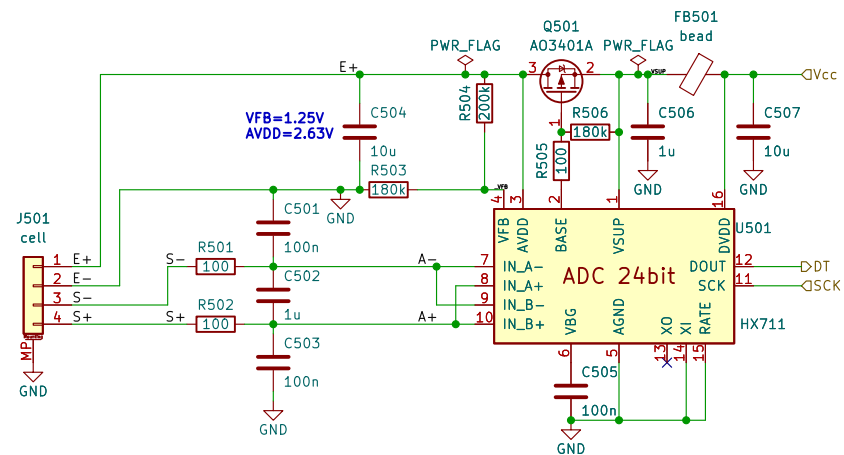 Q501
AO3401A
FB501
bead
PWR_FLAG
PWR_FLAG
E+
3
2
VSUP
Vcc
R504
200k
1
R506
180k
C506
1u
C507
10u
VFB=1.25V
AVDD=2.63V
C504
10u
R505
100
GND
GND
R503
180k
_VFB
GND
4
3
2
1
16
J501
cell
C501
100n
VFB
AVDD
BASE
VSUP
DVDD
U501
1
E+
2
E-
3
S-
4
S+
S-
R501
100
A-
7
IN_A-
8
IN_A+
9
IN_B-
10
IN_B+
ADC 24bit
DOUT
12
DT
SCK
11
SCK
C502
1u
S+
R502
100
A+
VBG
AGND
XO
XI
RATE
HX711
MP
GND
C503
100n
GND
6
5
13
14
15
C505
100n
GND